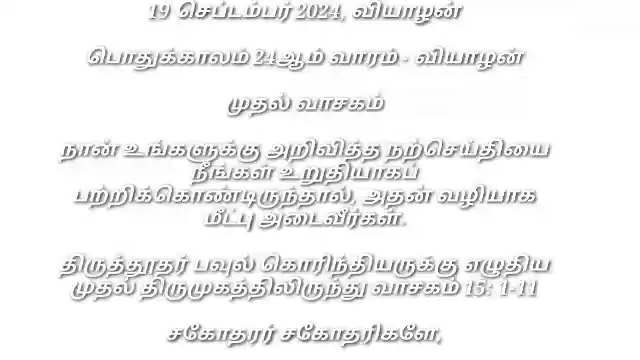 19 செப்டம்பர் 2024, வியாழன்
பொதுக்காலம் 24ஆம் வாரம் - வியாழன்
முதல் வாசகம்
நான் உங்களுக்கு அறிவித்த நற்செய்தியை
நீங்கள் உறுதியாகப்
பற்றிக்கொண்டிருந்தால், அதன் வழியாக
மீட்பு அடைவீர்கள்.
திருத்தூதர் பவுல் கொரிந்தியருக்கு எழுதிய
முதல் திருமுகத்திலிருந்து வாசகம் 15: 1-11
சகோதரர் சகோதரிகளே,